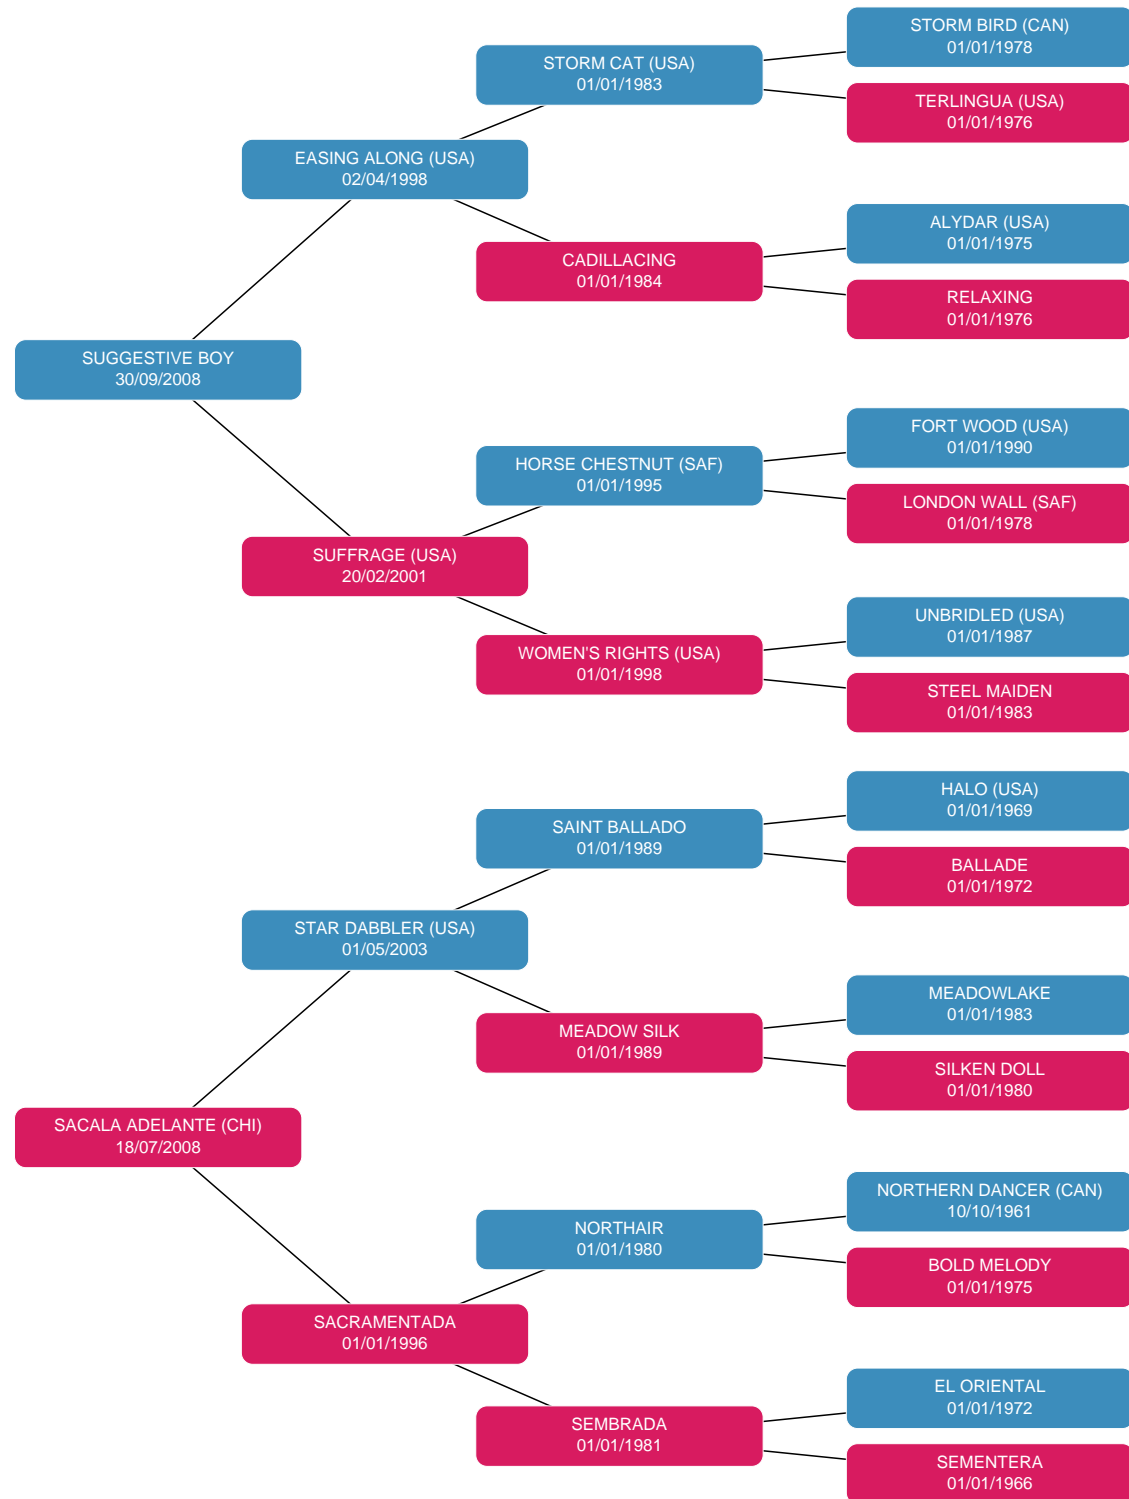 STORM BIRD (CAN)
01/01/1978
STORM CAT (USA)
01/01/1983
TERLINGUA (USA)
01/01/1976
EASING ALONG (USA)
02/04/1998
ALYDAR (USA)
01/01/1975
CADILLACING
01/01/1984
RELAXING
01/01/1976
SUGGESTIVE BOY
30/09/2008
FORT WOOD (USA)
01/01/1990
HORSE CHESTNUT (SAF)
01/01/1995
LONDON WALL (SAF)
01/01/1978
SUFFRAGE (USA)
20/02/2001
UNBRIDLED (USA)
01/01/1987
WOMEN'S RIGHTS (USA)
01/01/1998
STEEL MAIDEN
01/01/1983
HALO (USA)
01/01/1969
SAINT BALLADO
01/01/1989
BALLADE
01/01/1972
STAR DABBLER (USA)
01/05/2003
MEADOWLAKE
01/01/1983
MEADOW SILK
01/01/1989
SILKEN DOLL
01/01/1980
SACALA ADELANTE (CHI)
18/07/2008
NORTHERN DANCER (CAN)
10/10/1961
NORTHAIR
01/01/1980
BOLD MELODY
01/01/1975
SACRAMENTADA
01/01/1996
EL ORIENTAL
01/01/1972
SEMBRADA
01/01/1981
SEMENTERA
01/01/1966